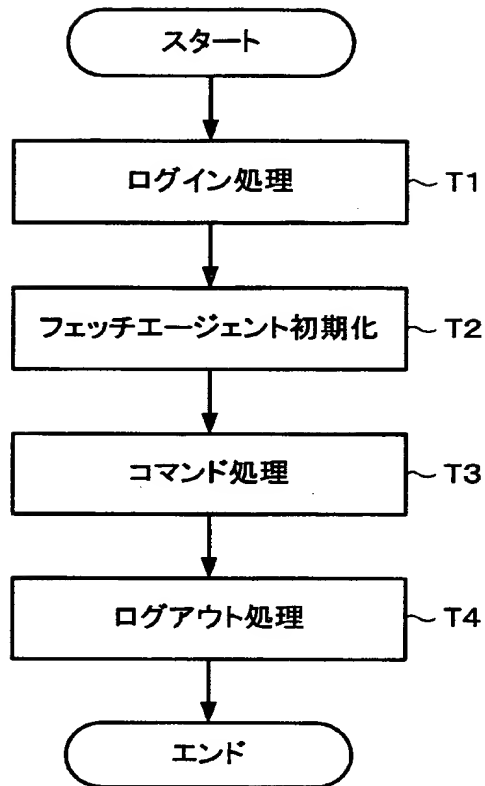 スタート
ログイン処理 T1
フェッチエージェント初期化 T2
コマンド処理 T3
ログアウト処理 T4
エンド